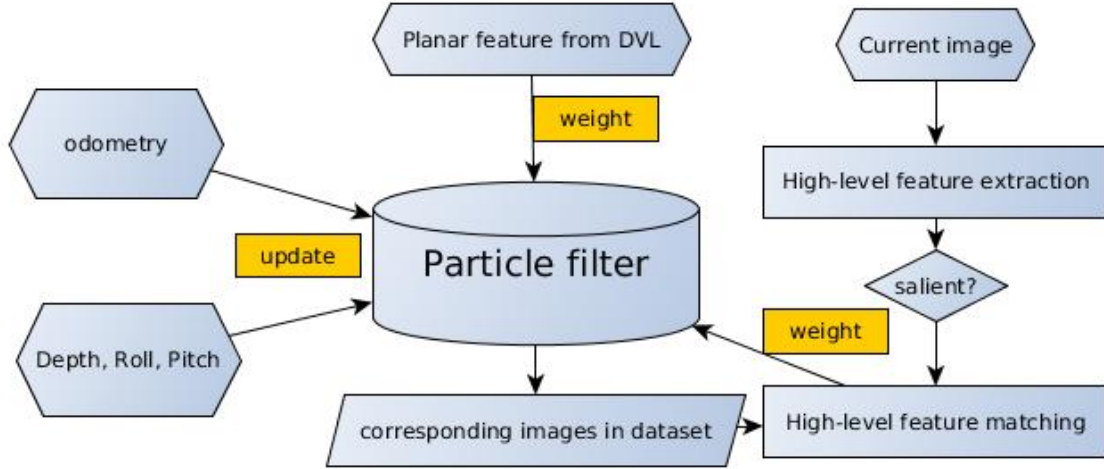 Planar feature from DVL
Current image
weight
odometry
High-level feature extraction
update
Particle filter
salient?
weight
Depth, Roll, Pitch
corresponding images in dataset
High-level feature matching